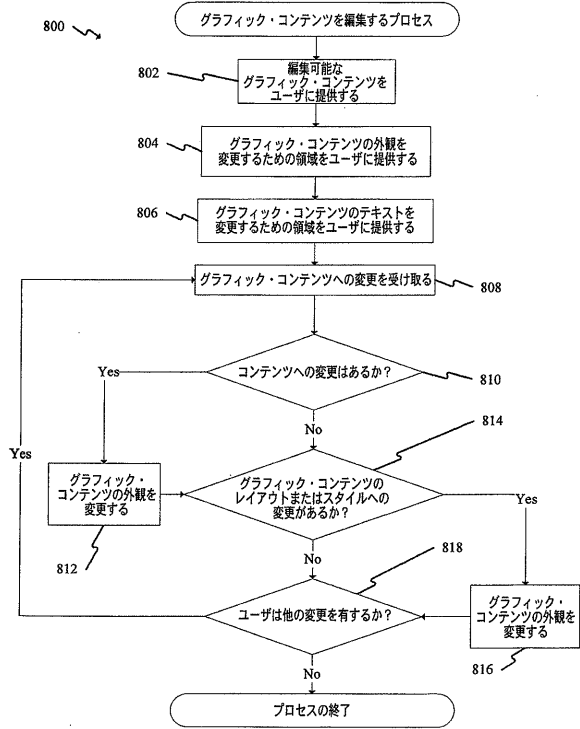 800
グラフィック・コンテンツを編集するプロセス
802
編集可能な
グラフィック・コンテンツを
ユーザに提供する
804
グラフィック・コンテンツの外観を
変更するための領域をユーザに提供する
806
グラフィック・コンテンツのテキストを
変更するための領域をユーザに提供する
グラフィック・コンテンツへの変更を受け取る
808
コンテンツへの変更はあるか？
810
Yes
No
814
Yes
グラフィック・
コンテンツの外観を
変更する
812
グラフィック・コンテンツの
レイアウトまたはスタイルへの
変更があるか？
Yes
No
818
ユーザは他の変更を有するか？
グラフィック・
コンテンツの外観を
変更する
816
No
プロセスの終了